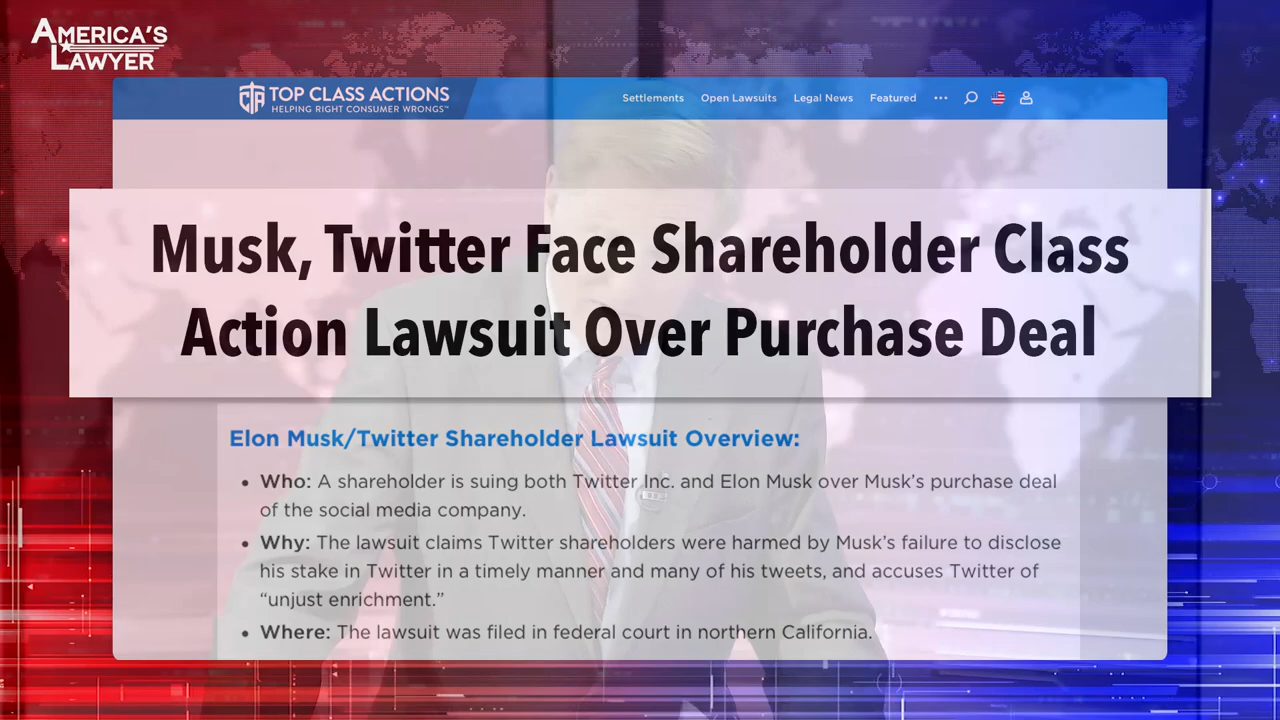 AMERICA'S
LAWYER
TOP CLASS ACTIONS
HELPING RIGHT CONSUMER WRONGS™
Settlements Open Lawsuits Legal News Featured
Musk, Twitter Face Shareholder Class
Action Lawsuit Over Purchase Deal
Elon Musk/Twitter Shareholder Lawsuit Overview:
• Who: A shareholder is suing both Twitter Inc. and Elon Musk over Musk's purchase deal
of the social media company.
• Why: The lawsuit claims Twitter shareholders were harmed by Musk's failure to disclose
his stake in Twitter in a timely manner and many of his tweets, and accuses Twitter of
“unjust enrichment.”
• Where: The lawsuit was filed in federal court in northern California.